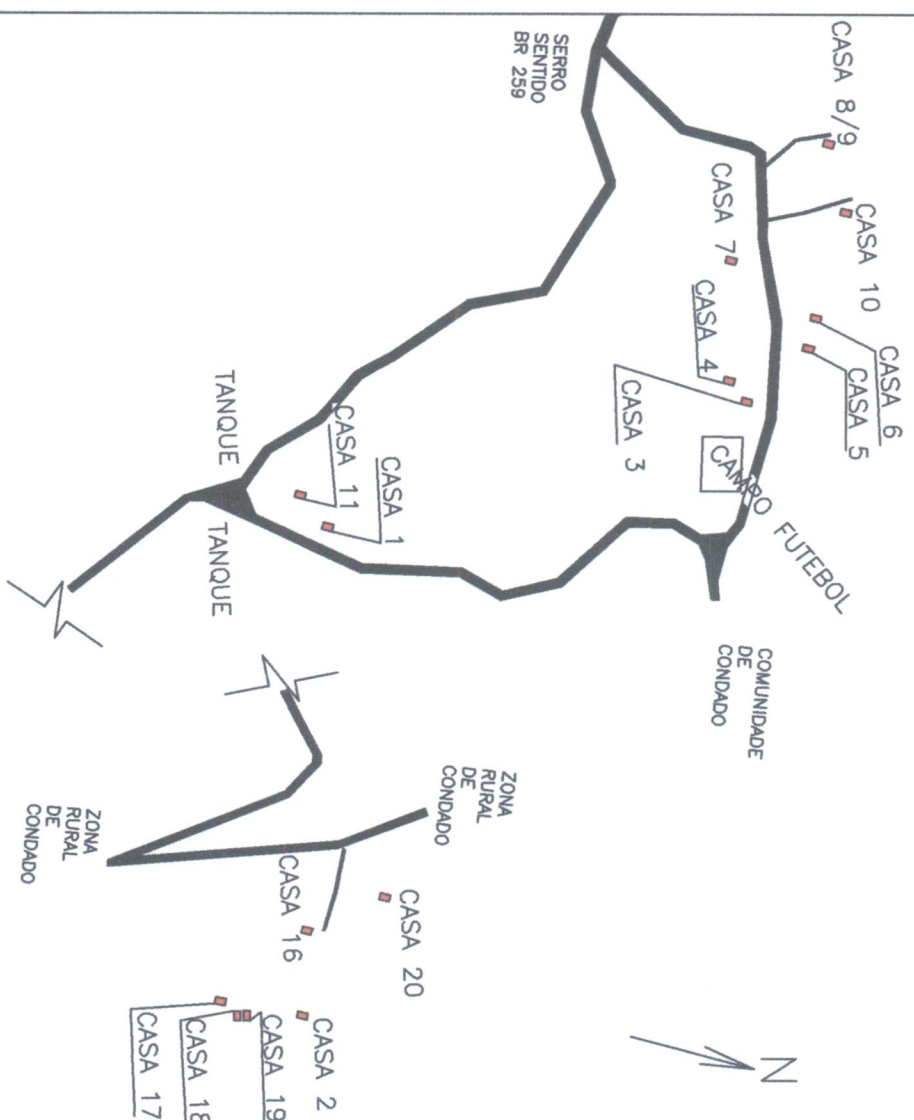 SERRO
SENTIDO
BR 259
CASA 8/9
CASA 10
CASA 7
CASA 6
CASA 5
CASA 4
CASA 3
CAMPO FUTEBOL
COMUNIDADE
DE
CONDADO
CASA 1
CASA 11
TANQUE
TANQUE
ZONA
RURAL
DE
CONDADO
ZONA
RURAL
DE
CONDADO
CASA 20
CASA 16
CASA 2
CASA 19
CASA 18
CASA 17
N